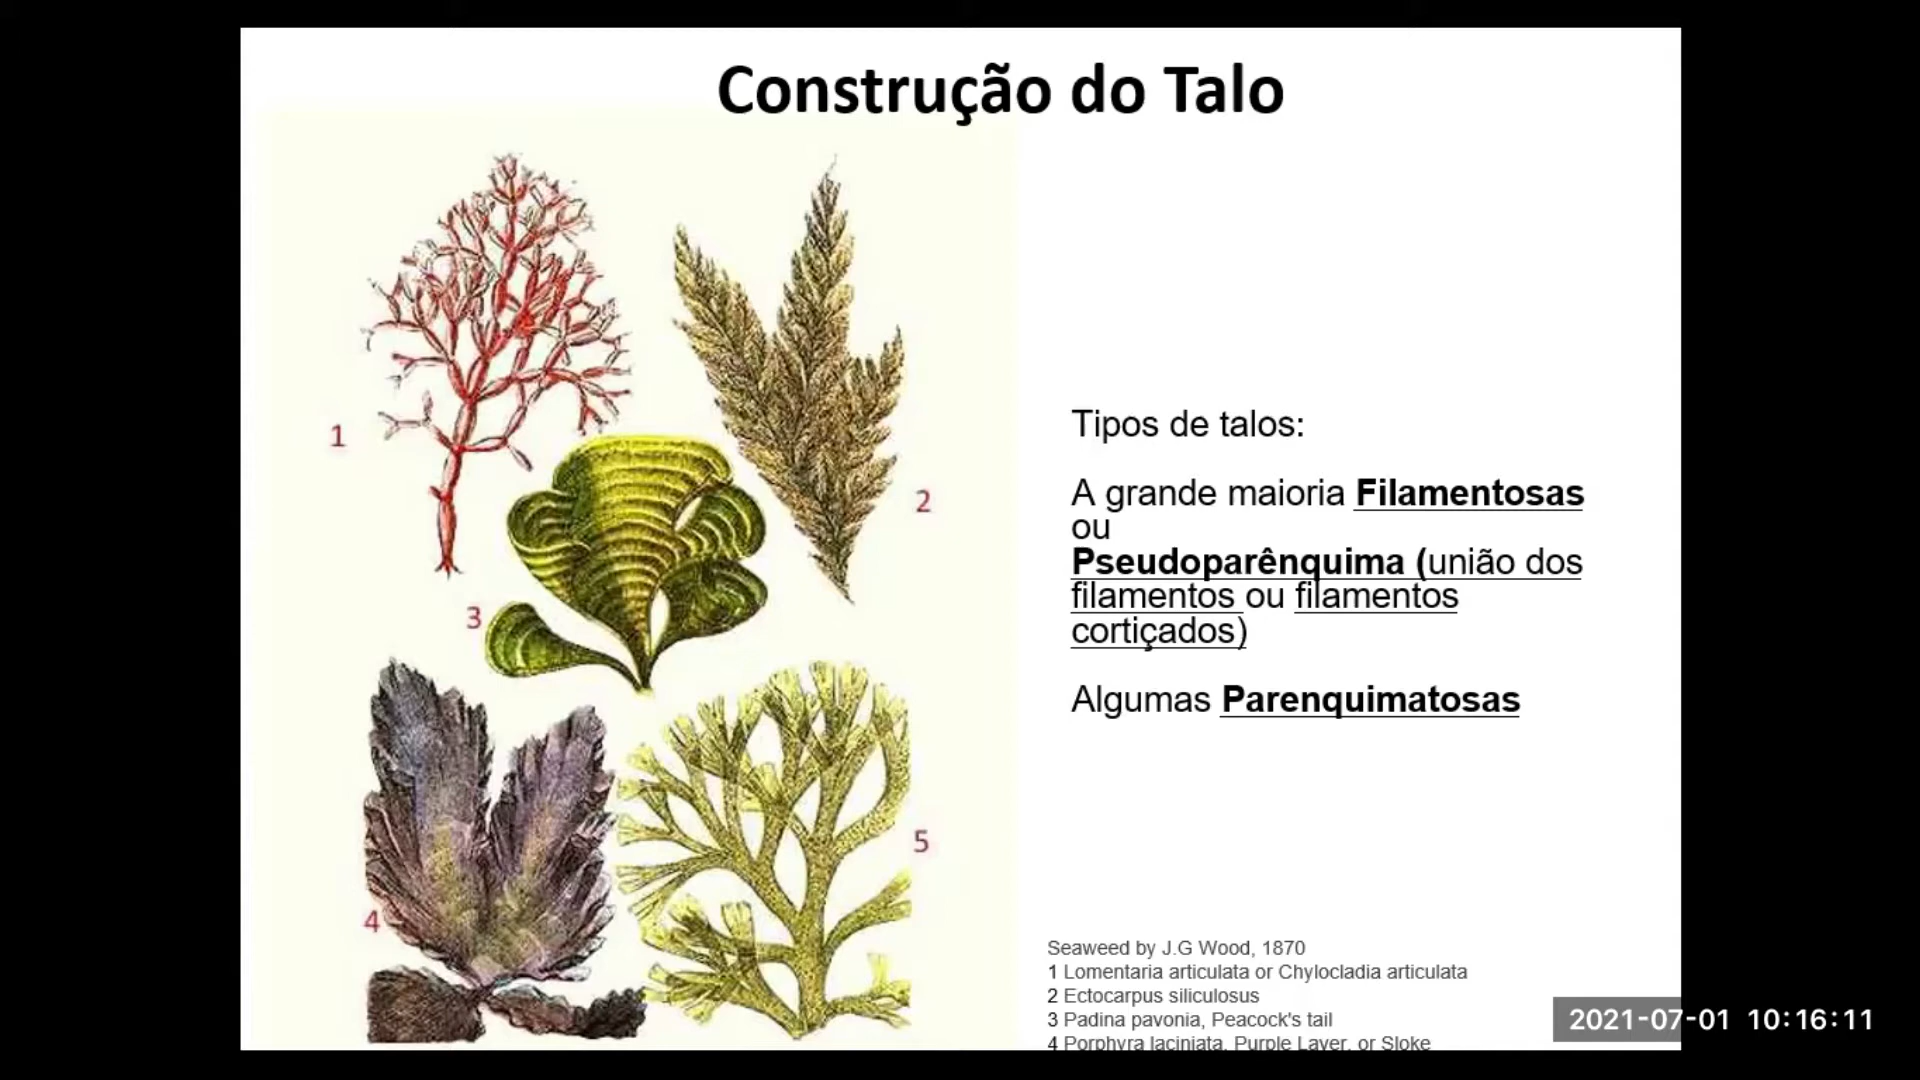 Construção do Talo
1
2
3
4
5
Tipos de talos:
A grande maioria Filamentosas
ou
Pseudoparênquima (união dos
filamentos ou filamentos
cortiçados)
Algumas Parenquimatosas
Seaweed by J.G Wood, 1870
1 Lomentaria articulata or Chylocladia articulata
2 Ectocarpus siliculosus
3 Padina pavonia, Peacock's tail
4 Porphyra laciniata, Purple Laver, or Sloke
2021-07-01 10:16:11